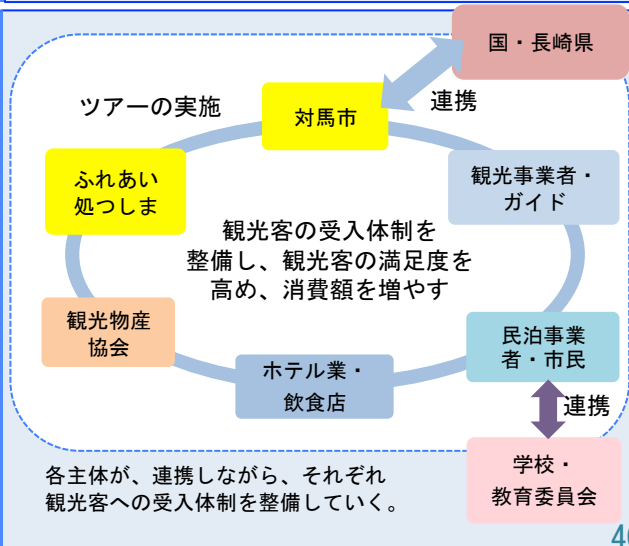 国・長崎県
ツアーの実施
対馬市
連携
ふれあい
処つしま
観光事業者・
ガイド
観光客の受入体制を
整備し、観光客の満足度を
高め、消費額を増やす
観光物産
協会
民泊事業
者・市民
ホテル業・
飲食店
連携
各主体が、連携しながら、それぞれ
観光客への受入体制を整備していく。
学校・
教育委員会